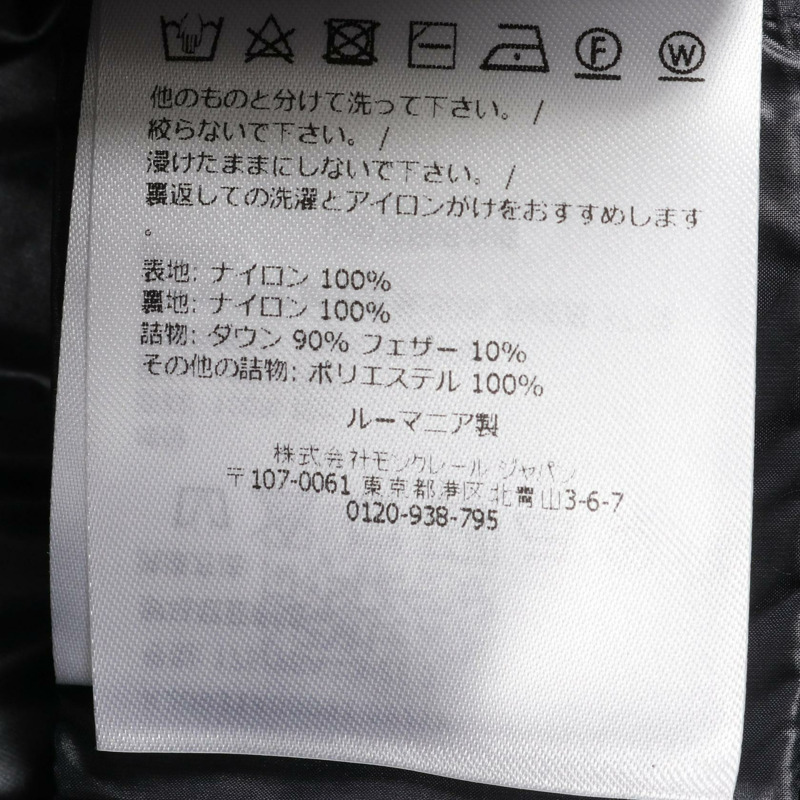 F W
他のものと分けて洗って下さい。 /
絞らないで下さい。 /
浸けたままにしないで下さい。 /
裏返しての洗濯とアイロンがけをおすすめします
。
表地: ナイロン 100%
裏地: ナイロン 100%
詰物: ダウン 90% フェザー 10%
その他の詰物: ポリエステル 100%
ルーマニア製
株式会社モンクレール ジャパン
〒107-0061 東京都港区北青山3-6-7
0120-938-795